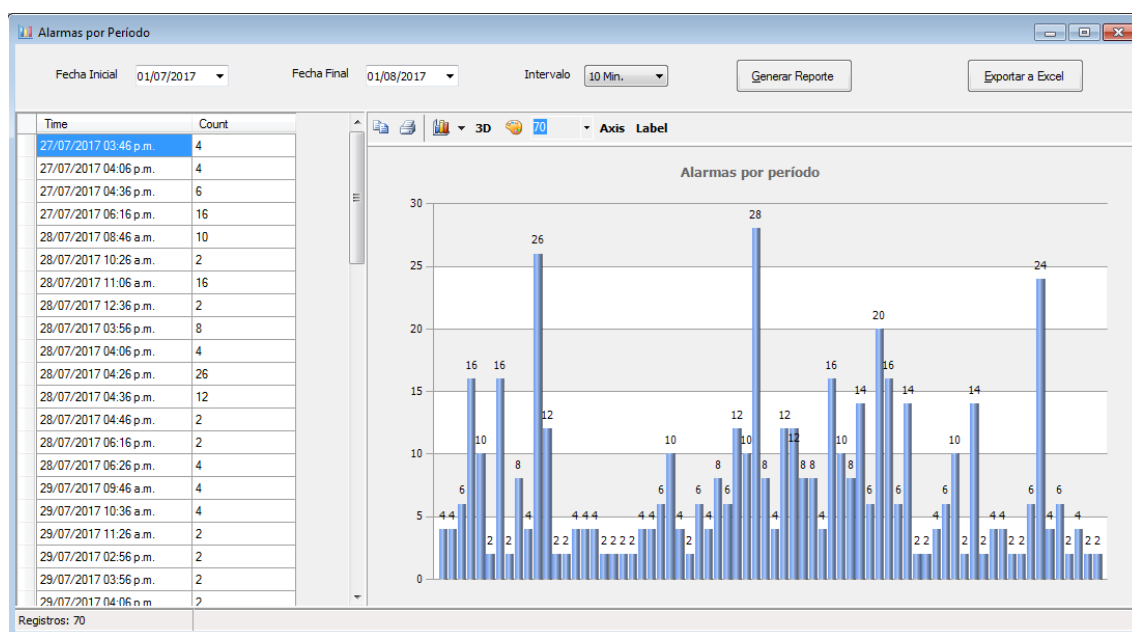 Alarmas por Período
Fecha Inicial 01/07/2017 Fecha Final 01/08/2017 Intervalo 10 Min. Generar Reporte Exportar a Excel
Time Count
27/07/2017 03:46 p.m. 4
27/07/2017 04:06 p.m. 4
27/07/2017 04:36 p.m. 6
27/07/2017 06:16 p.m. 16
28/07/2017 08:46 a.m. 10
28/07/2017 10:26 a.m. 2
28/07/2017 11:06 a.m. 16
28/07/2017 12:36 p.m. 2
28/07/2017 03:56 p.m. 8
28/07/2017 04:06 p.m. 4
28/07/2017 04:26 p.m. 26
28/07/2017 04:36 p.m. 12
28/07/2017 04:46 p.m. 2
28/07/2017 06:16 p.m. 2
28/07/2017 06:26 p.m. 4
29/07/2017 09:46 a.m. 4
29/07/2017 10:36 a.m. 4
29/07/2017 11:26 a.m. 2
29/07/2017 02:56 p.m. 2
29/07/2017 03:56 p.m. 2
29/07/2017 04:06 p.m. 2
3D 70 Axis Label
Alarmas por período
30
25
20
15
10
5
0
4 4 6 16 10 2 16 2 8 4 26 12 2 2 4 4 4 2 2 2 2 4 4 6 10 4 2 6 4 8 6 12 10 28 8 4 12 12 8 8 4 16 10 8 14 6 20 16 6 14 2 2 4 6 10 2 14 2 4 4 2 2 6 24 4 6 2 4 2 2
Registros: 70